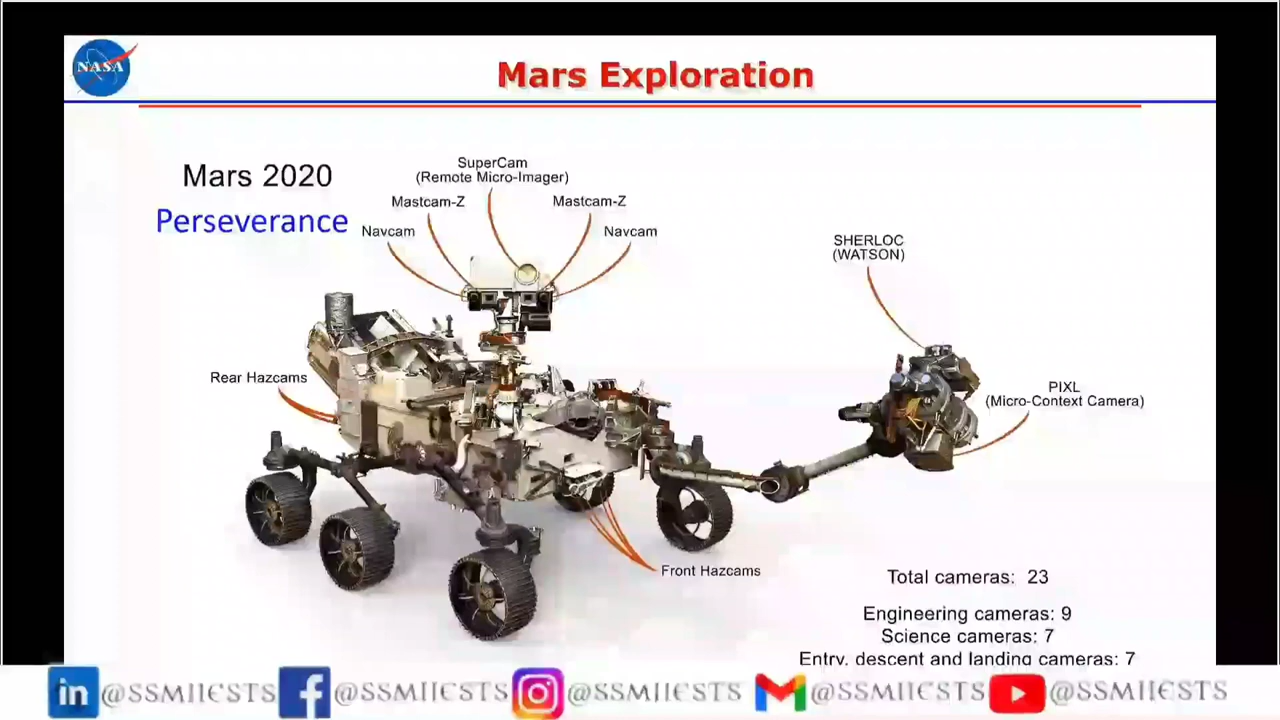 NASA
Mars Exploration
Mars 2020
Perseverance
SuperCam
(Remote Micro-Imager)
Mastcam-Z
Mastcam-Z
Navcam
Navcam
SHERLOC
(WATSON)
Rear Hazcams
PIXL
(Micro-Context Camera)
Front Hazcams
Total cameras: 23
Engineering cameras: 9
Science cameras: 7
Entry, descent and landing cameras: 7
in @SSMIIESTS f @SSMIIESTS @SSMIIESTS @SSMIIESTS @SSMIIESTS